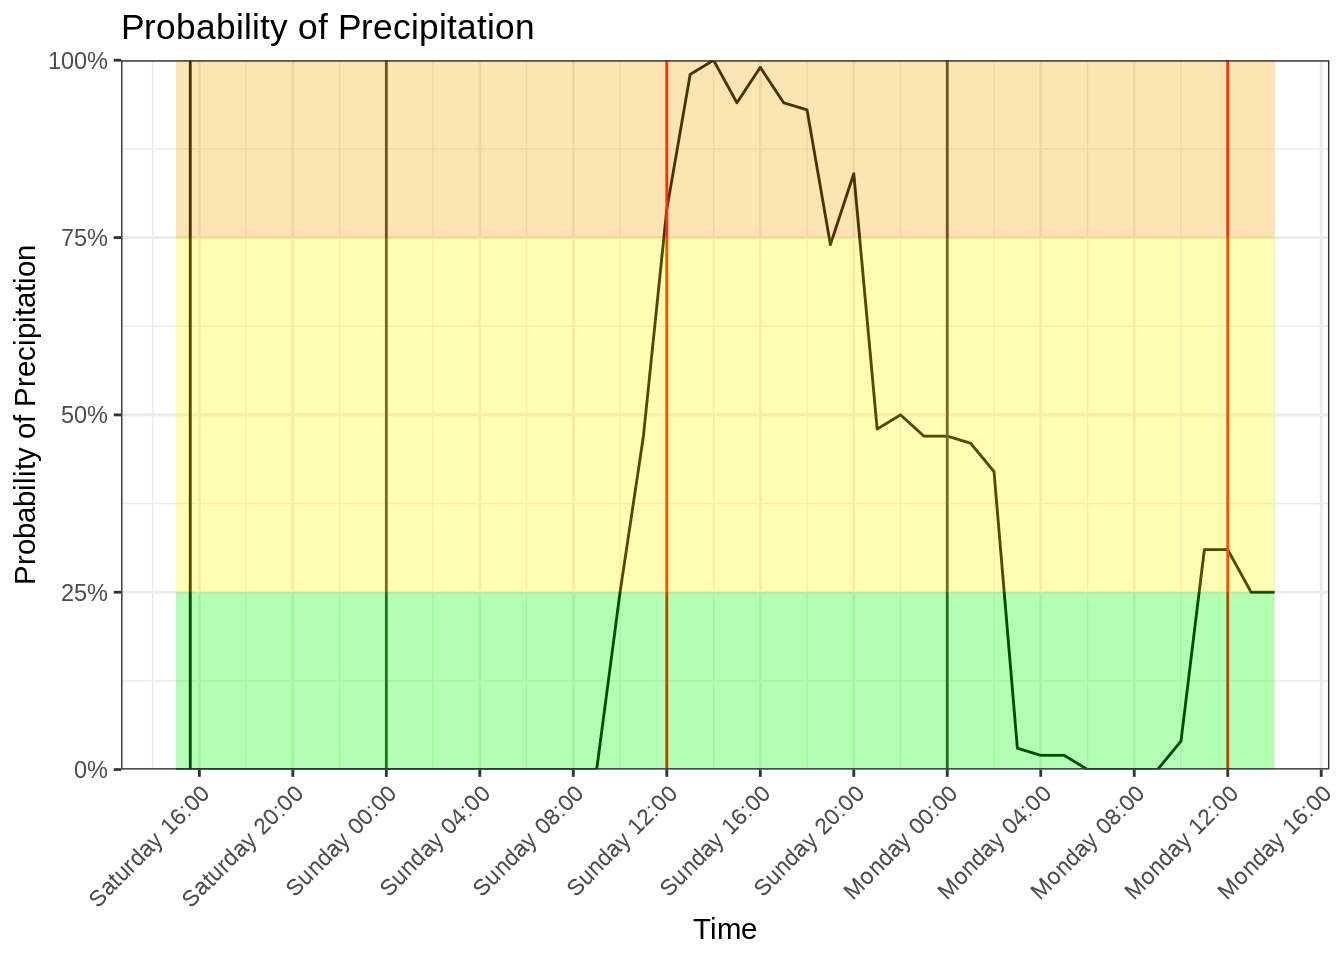 Probability of Precipitation
Probability of Precipitation
100%
75%
50%
25%
0%
Saturday 16:00
Saturday 20:00
Sunday 00:00
Sunday 04:00
Sunday 08:00
Sunday 12:00
Sunday 16:00
Sunday 20:00
Monday 00:00
Monday 04:00
Monday 08:00
Monday 12:00
Monday 16:00
Time